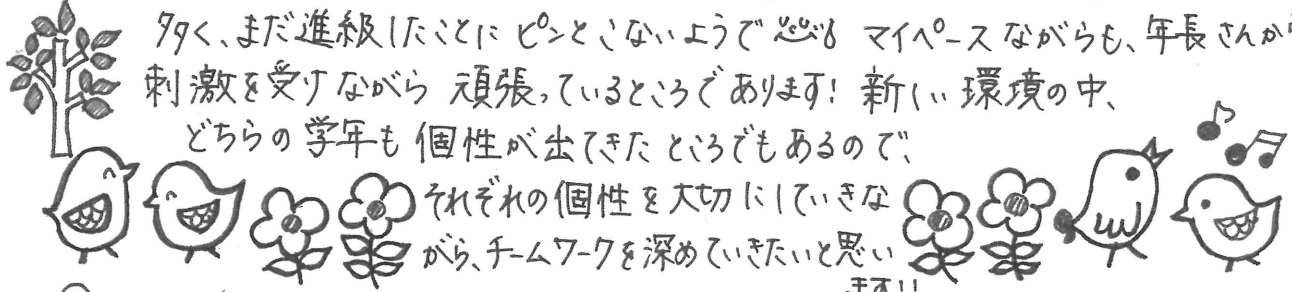 多く、まだ進級したことにピンとこないようで マイペースながらも、年長さんから
刺激を受けながら 頑張っているところであります! 新しい環境の中、
どちらの学年も個性が出てきたところでもあるので、
それぞれの個性を大切にしていきな
がら、チームワークを深めていきたいと思い
ます!!